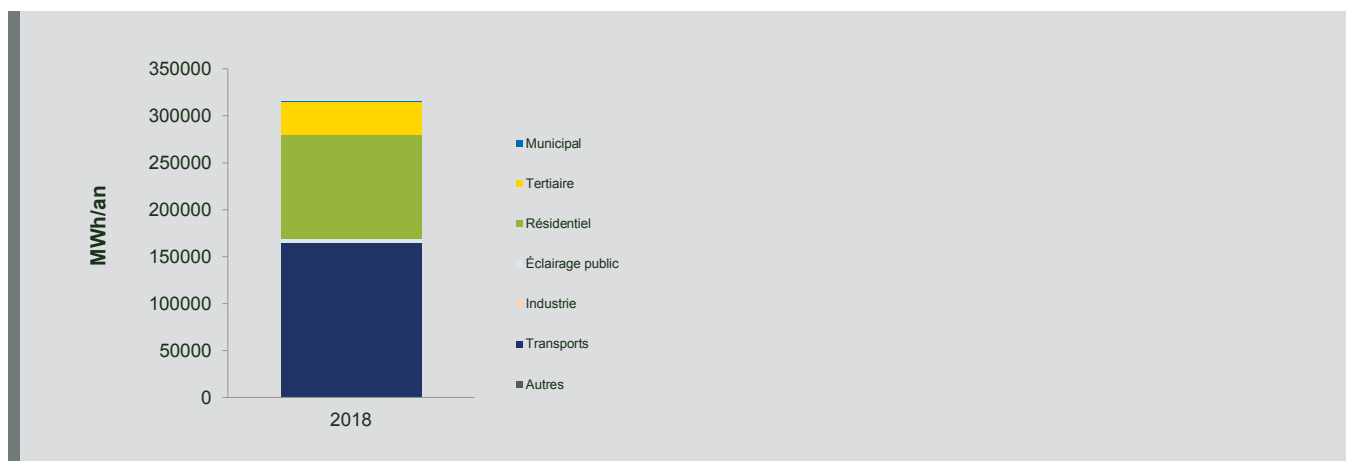 350000
300000
250000
200000
150000
100000
50000
0
MWh/an
2018
Municipal
Tertiaire
Résidentiel
Éclairage public
Industrie
Transports
Autres